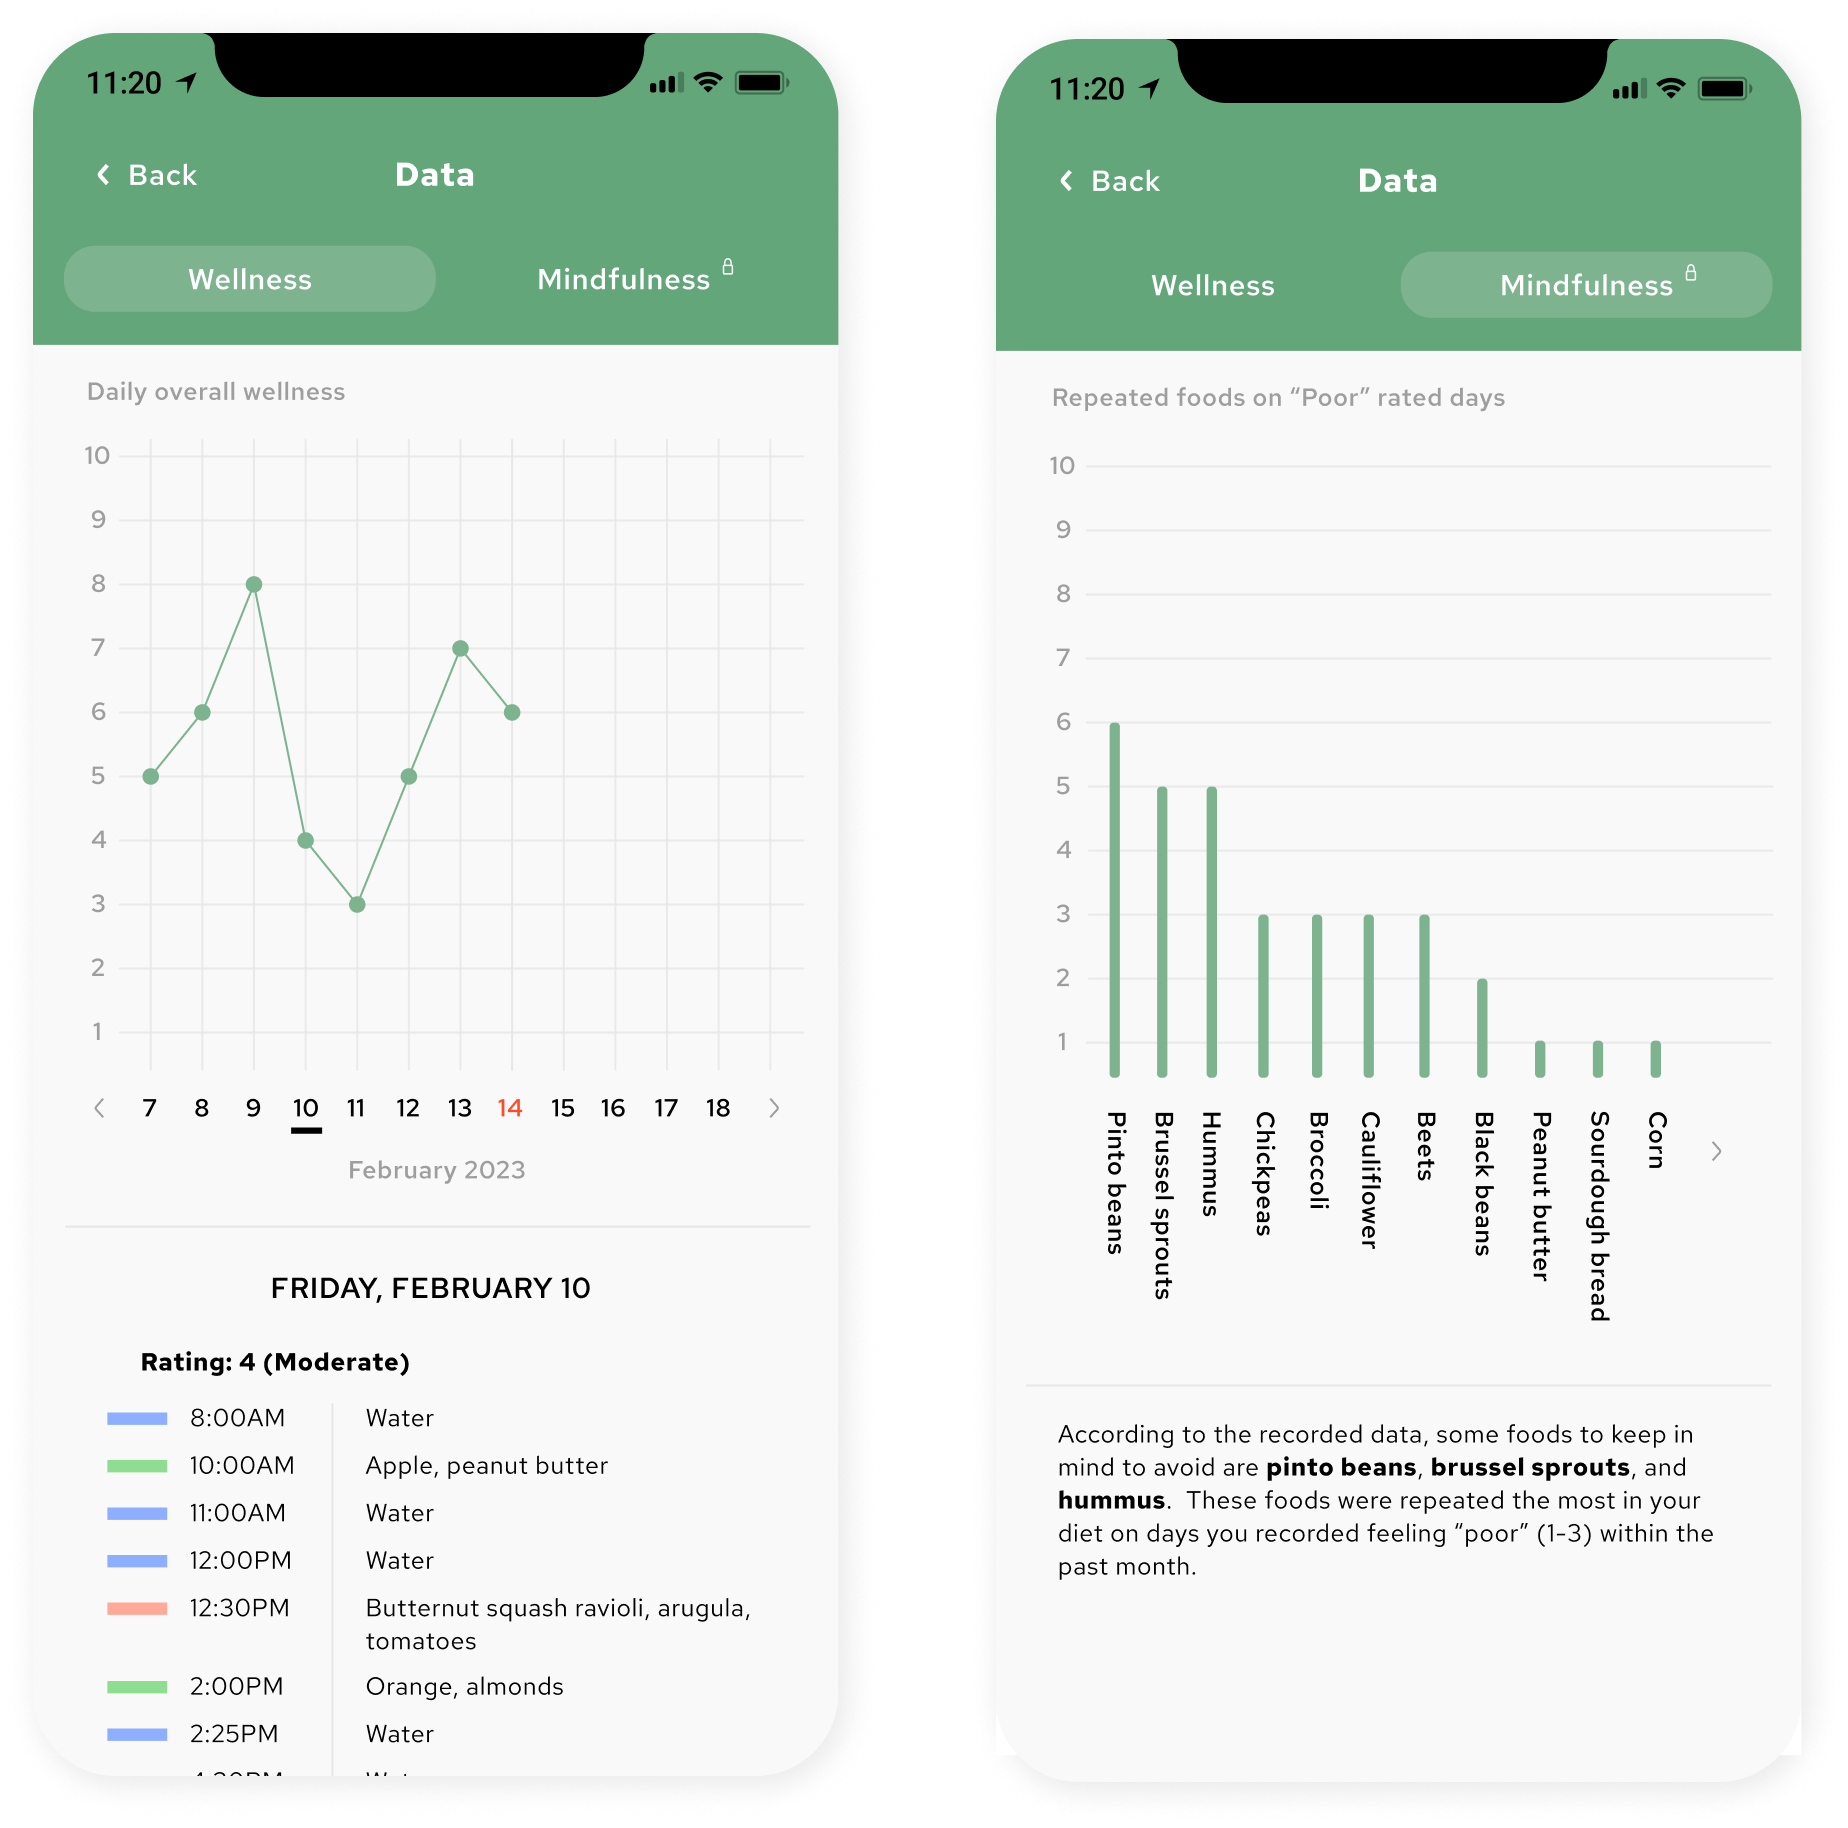 11:20
Back
Data
Wellness
Mindfulness
Daily overall wellness
10
9
8
7
6
5
4
3
2
1
7 8 9 10 11 12 13 14 15 16 17 18
February 2023
FRIDAY, FEBRUARY 10
Rating: 4 (Moderate)
8:00AM Water
10:00AM Apple, peanut butter
11:00AM Water
12:00PM Water
12:30PM Butternut squash ravioli, arugula,
tomatoes
2:00PM Orange, almonds
2:25PM Water
11:20
Back
Data
Wellness
Mindfulness
Repeated foods on “Poor” rated days
10
9
8
7
6
5
4
3
2
1
Pinto beans
Brussel sprouts
Hummus
Chickpeas
Broccoli
Cauliflower
Beets
Black beans
Peanut butter
Sourdough bread
Corn
According to the recorded data, some foods to keep in
mind to avoid are pinto beans, brussel sprouts, and
hummus.  These foods were repeated the most in your
diet on days you recorded feeling “poor” (1-3) within the
past month.